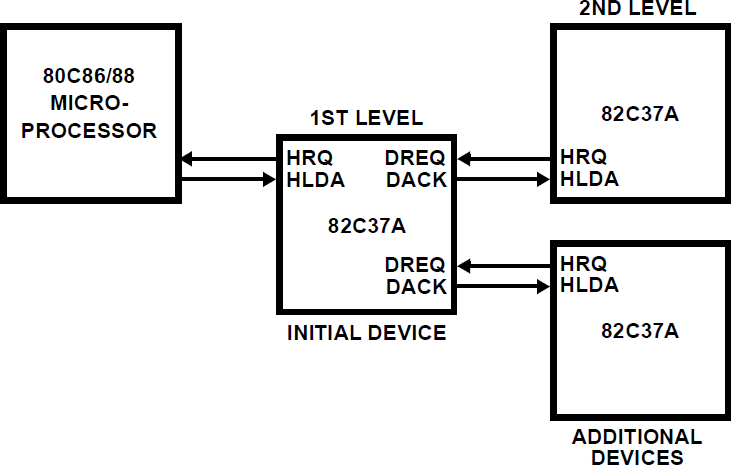 2ND LEVEL
80C86/88
MICRO-
PROCESSOR
1ST LEVEL
82C37A
HRQ
HLDA
HRQ DREQ
HLDA DACK
82C37A
DREQ
DACK
INITIAL DEVICE
HRQ
HLDA
82C37A
ADDITIONAL
DEVICES